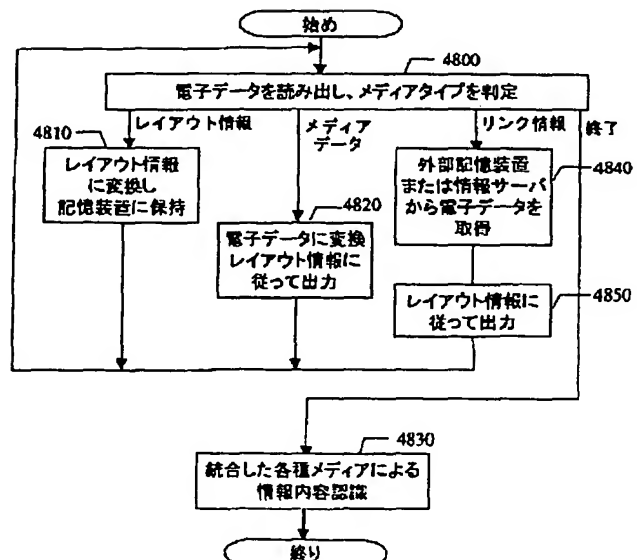 始め
4800
電子データを読み出し、メディアタイプを判定
4810
レイアウト情報
メディア
データ
リンク情報
終了
レイアウト情報
に変換し
記憶装置に保持
4820
電子データに変換
レイアウト情報に
従って出力
外部記憶装置
または情報サーバ
から電子データを
取得
4840
レイアウト情報に
従って出力
4850
4830
統合した各種メディアによる
情報内容認識
終り